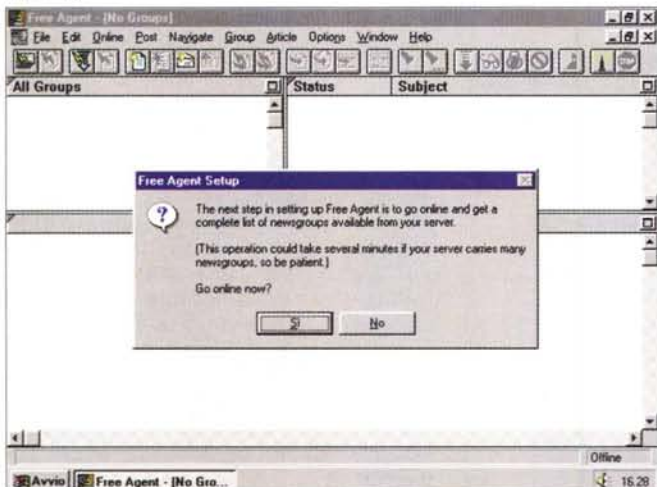 Free Agent - [No Groups]
File Edit Online Post Navigate Group Article Options Window Help
All Groups Status Subject
Free Agent Setup
The next step in setting up Free Agent is to go online and get a
complete list of newsgroups available from your server.
(This operation could take several minutes if your server carries many
newsgroups, so be patient.)
Go online now?
Sì No
Offline
Avvio Free Agent - [No Gro... 16.28